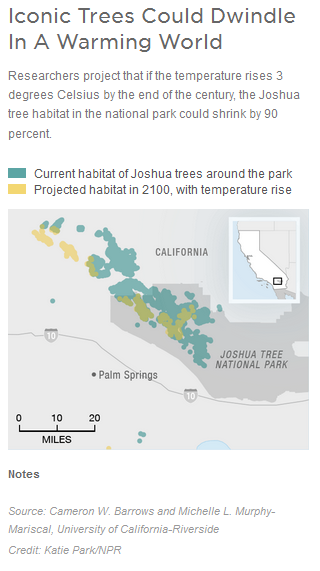 Iconic Trees Could Dwindle
In A Warming World
Researchers project that if the temperature rises 3
degrees Celsius by the end of the century, the Joshua
tree habitat in the national park could shrink by 90
percent.
Current habitat of Joshua trees around the park
Projected habitat in 2100, with temperature rise
CALIFORNIA
10
JOSHUA TREE
NATIONAL PARK
Palm Springs
10
0 10 20
MILES
Notes
Source: Cameron W. Barrows and Michelle L. Murphy-
Mariscal, University of California-Riverside
Credit: Katie Park/NPR